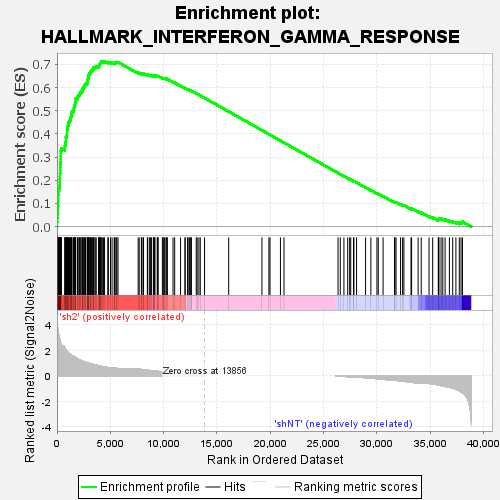 Enrichment plot:
HALLMARK_INTERFERON_GAMMA_RESPONSE
Enrichment score (ES)
0.7
0.6
0.5
0.4
0.3
0.2
0.1
0.0
'sh2' (positively correlated)
Ranked list metric (Signal2Noise)
4
2
0
-2
-4
Zero cross at 13856
'shNT' (negatively correlated)
0
5,000
10,000
15,000
20,000
25,000
30,000
35,000
40,000
Rank in Ordered Dataset
Enrichment profile
Hits
Ranking metric scores